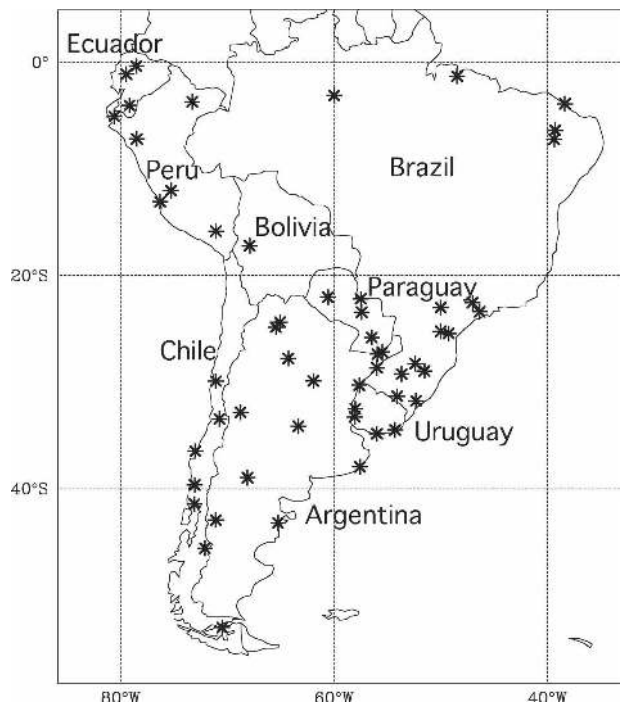 Ecuador
0°
Peru
Brazil
Bolivia
20°S
Paraguay
Chile
Uruguay
40°S
Argentina
80°W
60°W
40°W